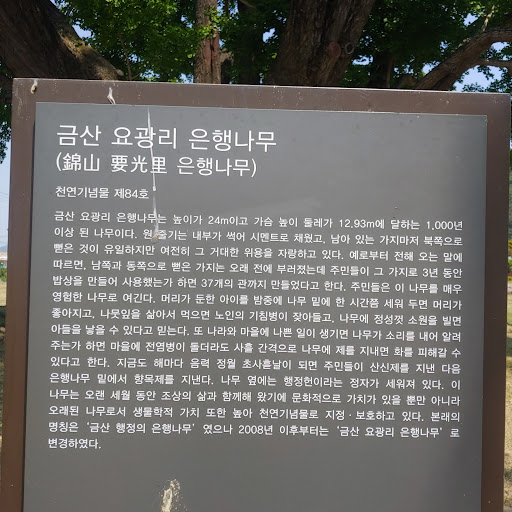 금산 요광리 은행나무
(錦山 要光里 은행나무)
천연기념물 제84호
금산 요광리 은행나무는 높이가 24m이고 가슴 높이 둘레가 12.93m에 달하는 1,000년
이상 된 나무이다. 원 줄기는 내부가 썩어 시멘트로 채웠고, 남아 있는 가지마저 북쪽으로
뻗은 것이 유일하지만 여전히 그 거대한 위용을 자랑하고 있다. 예로부터 전해 오는 말에
따르면, 남쪽과 동쪽으로 뻗은 가지는 오래 전에 부러졌는데 주민들이 그 가지로 3년 동안
밥상을 만들어 사용했는가 하면 37개의 관까지 만들었다고 한다. 주민들은 이 나무를 매우
영험한 나무로 여긴다. 머리가 둔한 아이를 밤중에 나무 밑에 한 시간쯤 세워 두면 머리가
좋아지고, 나뭇잎을 삶아서 먹으면 노인의 기침병이 잦아들고, 나무에 정성껏 소원을 빌면
아들을 낳을 수 있다고 믿는다. 또 나라와 마을에 나쁜 일이 생기면 나무가 소리를 내어 알려
주는가 하면 마을에 전염병이 돌더라도 사흘 간격으로 나무에 제를 지내면 화를 피해갈 수
있다고 한다. 지금도 해마다 음력 정월 초사흗날이 되면 주민들이 산신제를 지낸 다음
은행나무 밑에서 향목제를 지낸다. 나무 옆에는 행정헌이라는 정자가 세워져 있다. 이
나무는 오랜 세월 동안 조상의 삶과 함께해 왔기에 문화적으로 가치가 있을 뿐만 아니라
오래된 나무로서 생물학적 가치 또한 높아 천연기념물로 지정·보호하고 있다. 본래의
명칭은 ‘금산 행정의 은행나무’ 였으나 2008년 이후부터는 ‘금산 요광리 은행나무’ 로
변경하였다.